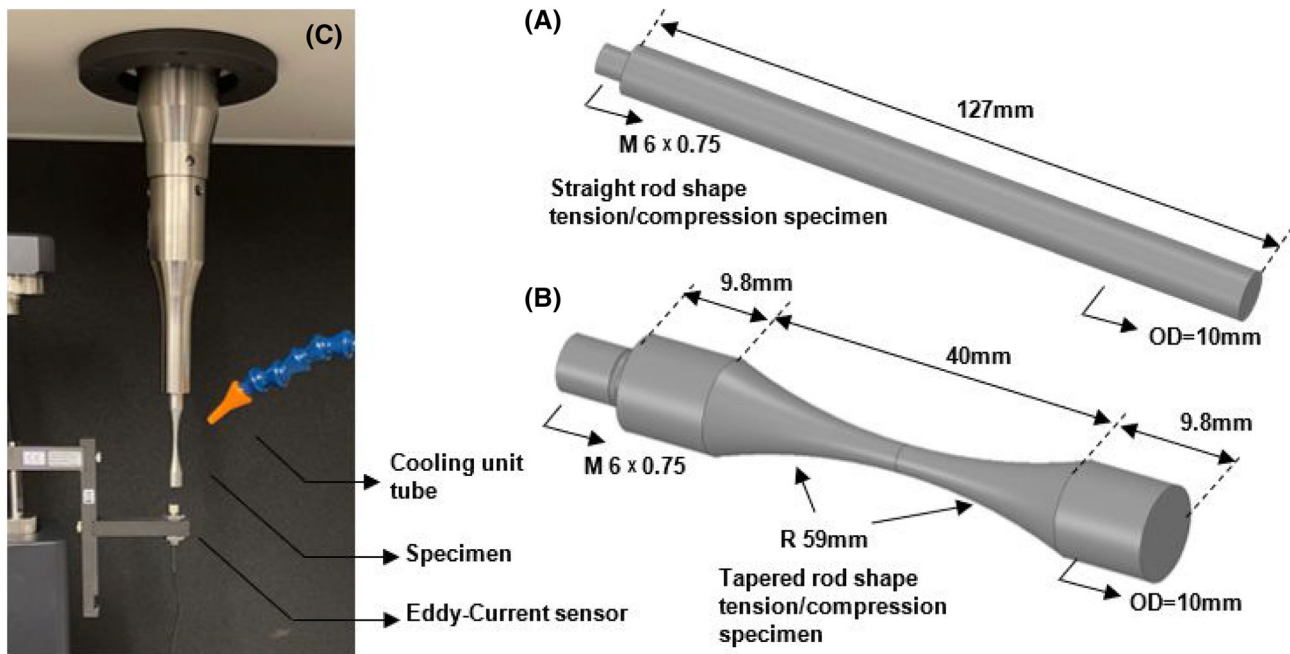 (C)
Cooling unit
tube
Specimen
Eddy-Current sensor
(A)
127mm
M 6 x 0.75
Straight rod shape
tension/compression specimen
OD=10mm
(B)
9.8mm
40mm
9.8mm
M 6 x 0.75
R 59mm
Tapered rod shape
tension/compression
specimen
OD=10mm